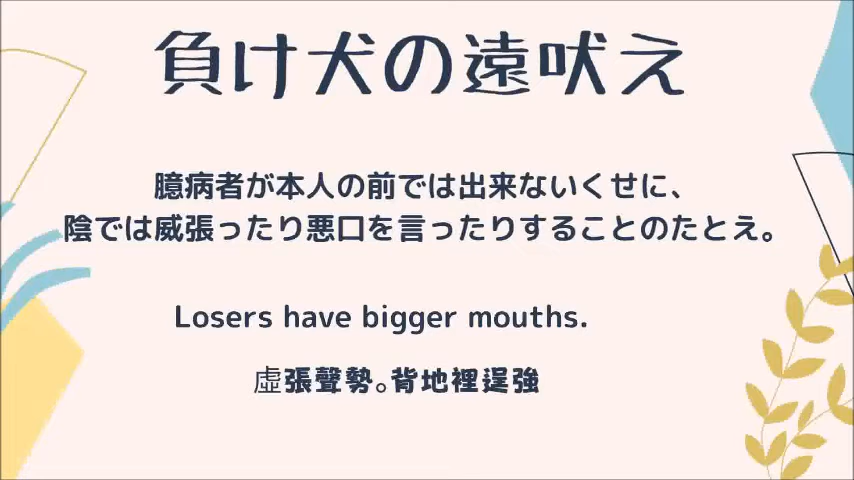 負け犬の遠吠え
臆病者が本人の前では出来ないくせに、
陰では威張ったり悪口を言ったりすることのたとえ。
Losers have bigger mouths.
虛張聲勢。背地裡逞強